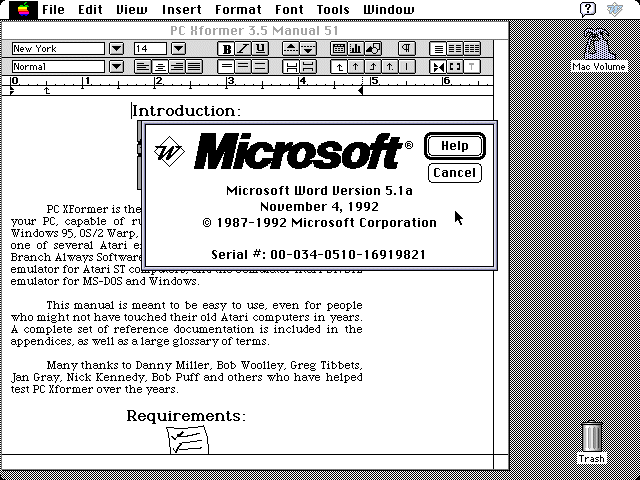 File Edit View Insert Format Font Tools Window
PC Xformer 3.5 Manual 51
New York 14 B I U ¶
Normal
0 1 2 3 4 5 6
Introduction:
W Microsoft®
Microsoft Word Version 5.1a
November 4, 1992
© 1987-1992 Microsoft Corporation
Serial #: 00-034-0510-16919821
Help
Cancel
PC XFormer is the
your PC, capable of ru
Windows 95, OS/2 Warp,
one of several Atari e
Branch Always Software
emulator for Atari ST computers, and the
emulator for MS-DOS and Windows.
This manual is meant to be easy to use, even for people
who might not have touched their old Atari computers in years.
A complete set of reference documentation is included in the
appendices, as well as a large glossary of terms.
Many thanks to Danny Miller, Bob Woolley, Greg Tibbets,
Jan Gray, Nick Kennedy, Bob Puff and others who have helped
test PC Xformer over the years.
Requirements:
Mac Volume
Trash